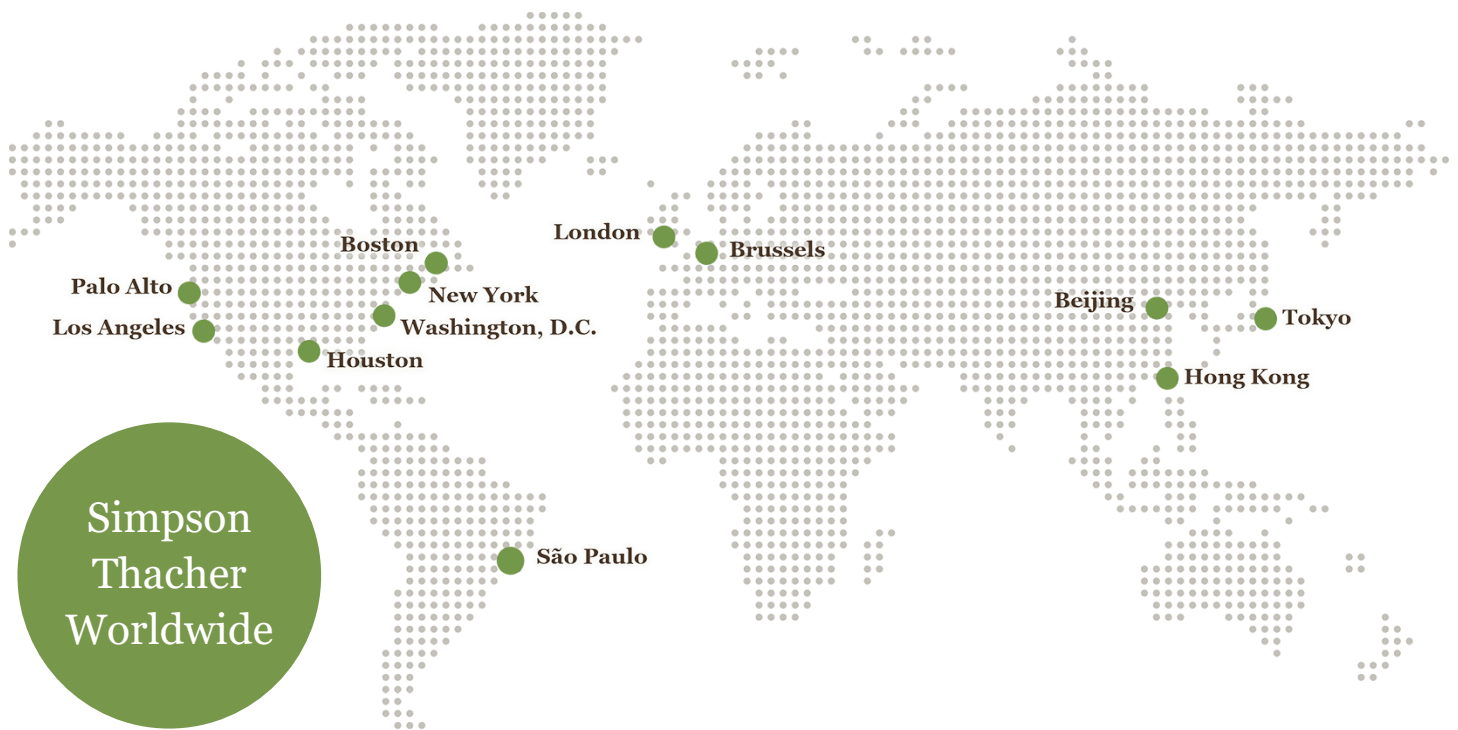 London
Boston
Brussels
Palo Alto
New York
Beijing
Los Angeles
Washington, D.C.
Tokyo
Houston
Hong Kong
Simpson
Thacher
Worldwide
São Paulo